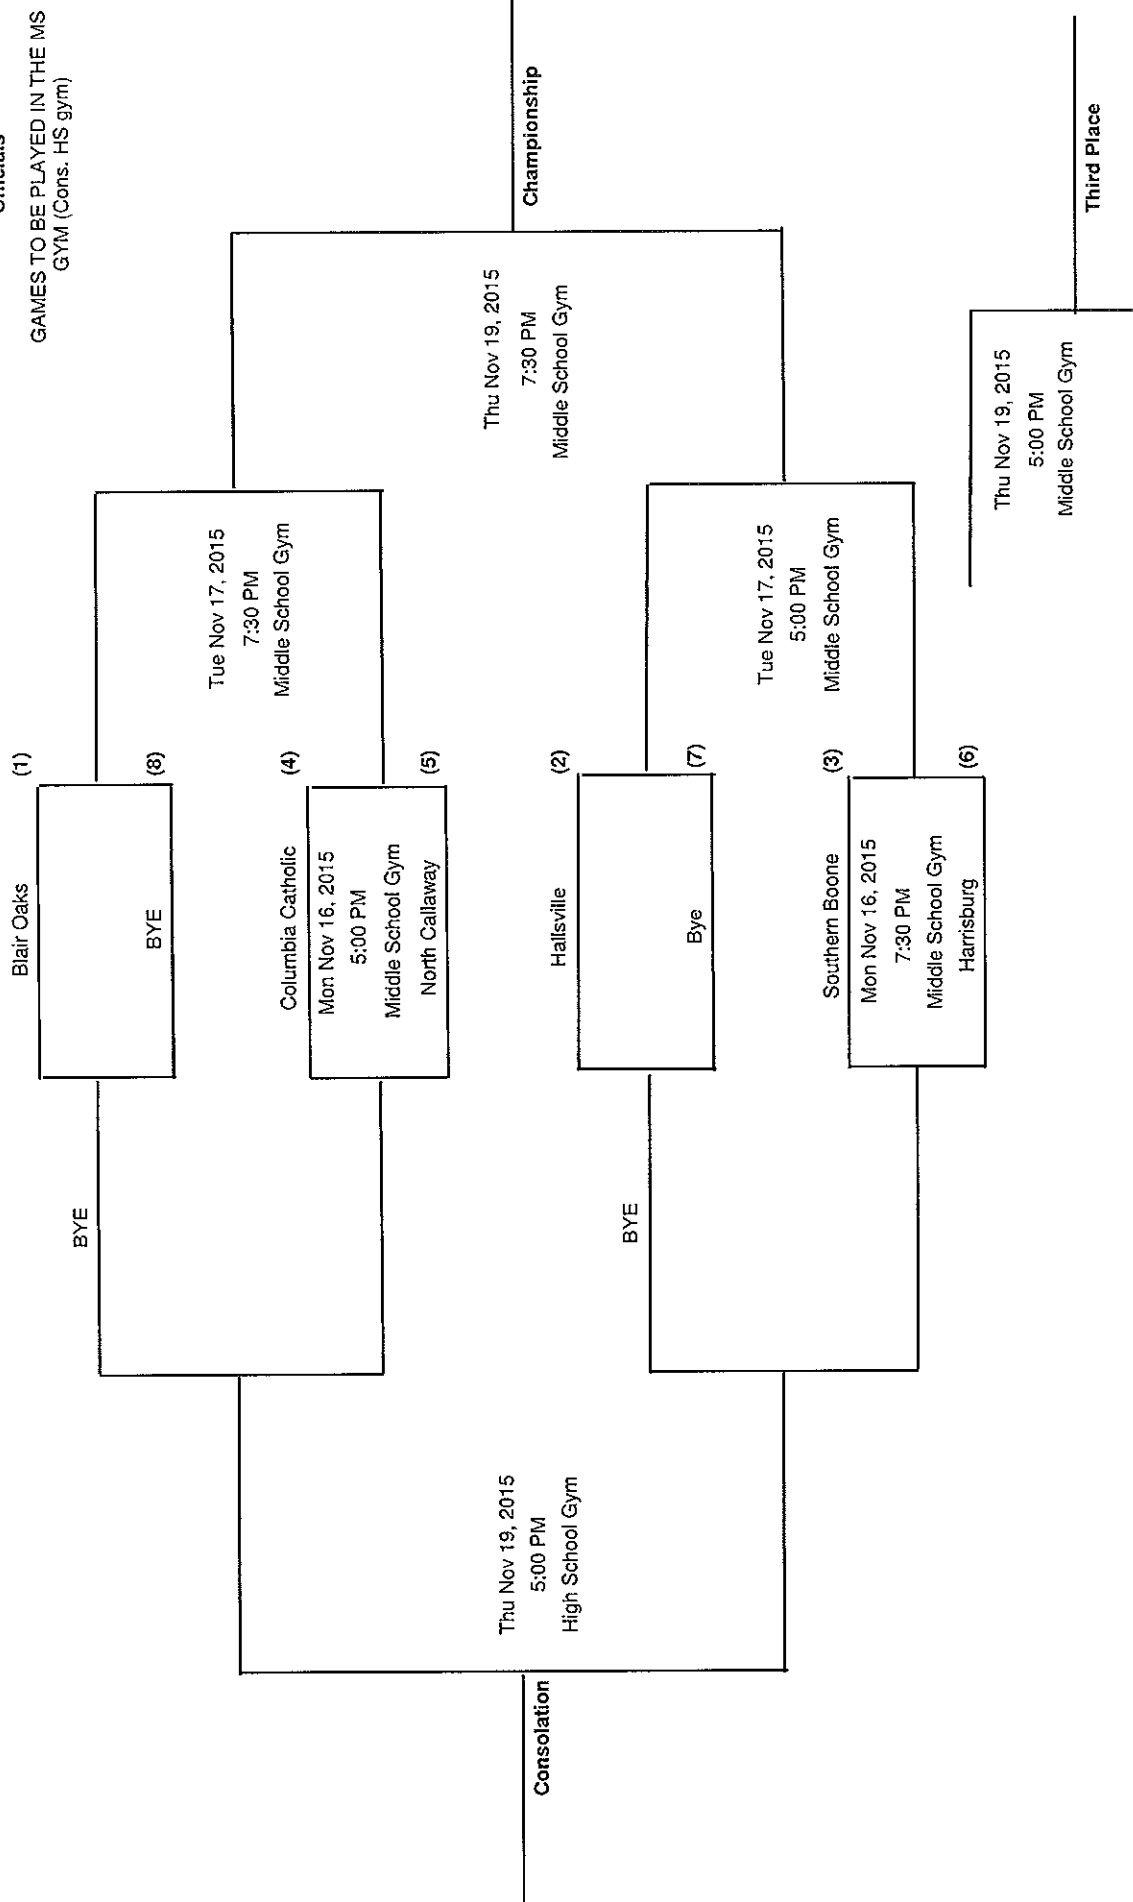 Officials
GAMES TO BE PLAYED IN THE MS
GYM (Cons. HS gym)
Blair Oaks
(1)
BYE
(8)
BYE
Tue Nov 17, 2015
7:30 PM
Middle School Gym
Columbia Catholic
(4)
Mon Nov 16, 2015
5:00 PM
Middle School Gym
North Callaway
(5)
Thu Nov 19, 2015
5:00 PM
High School Gym
Consolation
Thu Nov 19, 2015
7:30 PM
Middle School Gym
Championship
Hallsville
(2)
Bye
(7)
BYE
Tue Nov 17, 2015
5:00 PM
Middle School Gym
Southern Boone
(3)
Mon Nov 16, 2015
7:30 PM
Middle School Gym
Harrisburg
(6)
Thu Nov 19, 2015
5:00 PM
Middle School Gym
Third Place